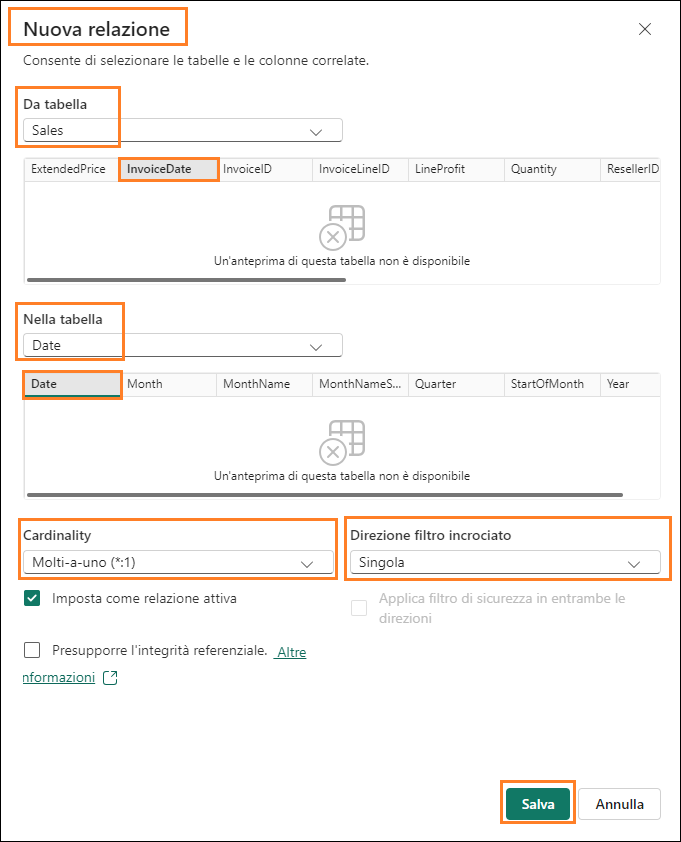 Nuova relazione
Consente di selezionare le tabelle e le colonne correlate.
Da tabella
Sales
ExtendedPrice InvoiceDate InvoiceID InvoiceLineID LineProfit Quantity ResellerID
Un'anteprima di questa tabella non è disponibile
Nella tabella
Date
Date Month MonthName MonthNameS... Quarter StartOfMonth Year
Un'anteprima di questa tabella non è disponibile
Cardinality Direzione filtro incrociato
Molti-a-uno (*:1) Singola
Imposta come relazione attiva Applica filtro di sicurezza in entrambe le
direzioni
Presupporre l'integrità referenziale. Altre
nformazioni
Salva Annulla